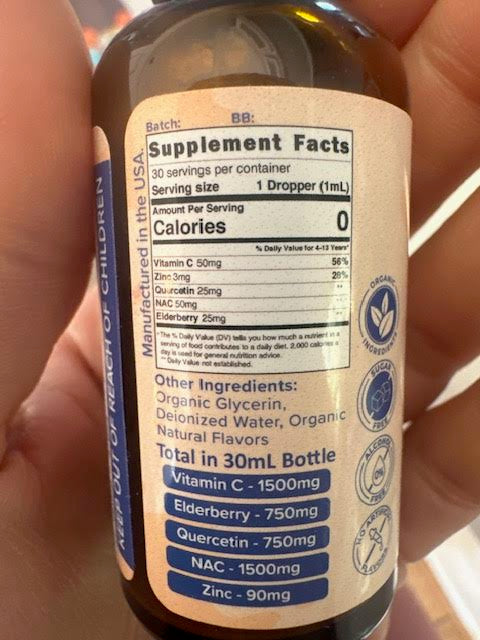 Batch: BB:
Supplement Facts
30 servings per container
Serving size 1 Dropper (1mL)
Amount Per Serving
Calories 0
% Daily Value for 4-13 Years*
Vitamin C 50mg 56%
Zinc 3mg 28%
Quercetin 25mg **
NAC 50mg **
Elderberry 25mg **
*The % Daily Value (DV) tells you how much a nutrient in a
serving of food contributes to a daily diet. 2,000 calories a
day is used for general nutrition advice.
** Daily Value not established.
Other Ingredients:
Organic Glycerin,
Deionized Water, Organic
Natural Flavors
Total in 30mL Bottle
Vitamin C - 1500mg
Elderberry - 750mg
Quercetin - 750mg
NAC - 1500mg
Zinc - 90mg
Manufactured in the USA.
KEEP OUT OF REACH OF CHILDREN
ORGANIC
INGREDIENTS
SUGAR
FREE
ALCOHOL
0%
FREE
NO ARTIFICIAL
FLAVORS